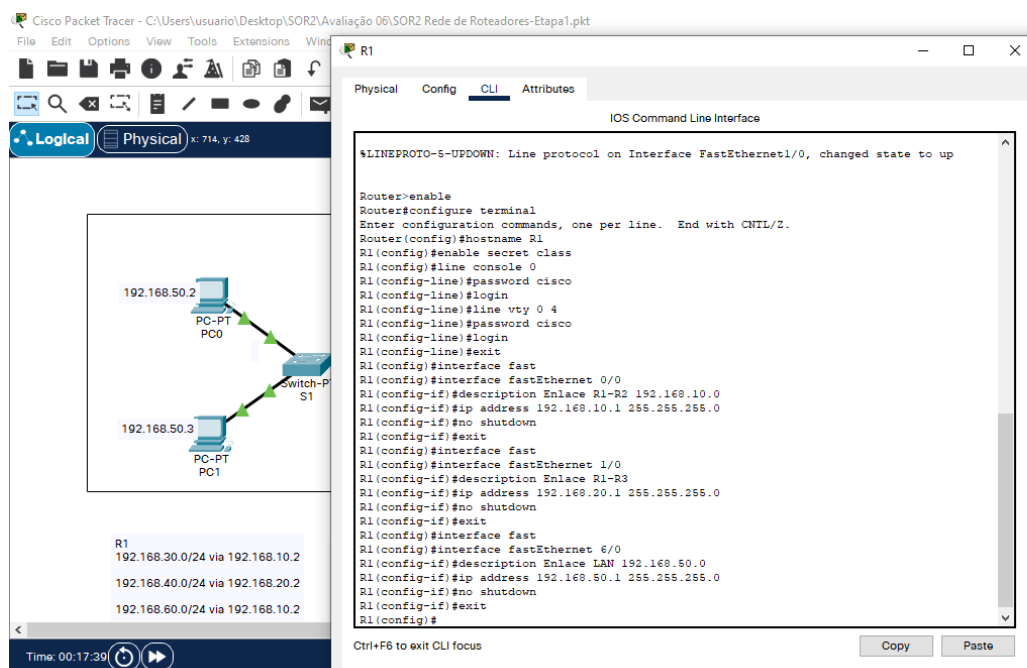 Cisco Packet Tracer - C:\Users\usuario\Desktop\SOR2\Avaliação 06\SOR2 Rede de Roteadores-Etapa1.pkt
File Edit Options View Tools Extensions Wind
Logical
Physical x: 714, y: 428
192.168.50.2
PC-PT
PC0
Switch-P
S1
192.168.50.3
PC-PT
PC1
R1
192.168.30.0/24 via 192.168.10.2
192.168.40.0/24 via 192.168.20.2
192.168.60.0/24 via 192.168.10.2
Time: 00:17:39
R1
Physical Config CLI Attributes
IOS Command Line Interface
%LINEPROTO-5-UPDOWN: Line protocol on Interface FastEthernet1/0, changed state to up
Router>enable
Router#configure terminal
Enter configuration commands, one per line. End with CNTL/Z.
Router(config)#hostname R1
R1(config)#enable secret class
R1(config)#line console 0
R1(config-line)#password cisco
R1(config-line)#login
R1(config-line)#line vty 0 4
R1(config-line)#password cisco
R1(config-line)#login
R1(config-line)#exit
R1(config)#interface fast
R1(config)#interface fastEthernet 0/0
R1(config-if)#description Enlace R1-R2 192.168.10.0
R1(config-if)#ip address 192.168.10.1 255.255.255.0
R1(config-if)#no shutdown
R1(config-if)#exit
R1(config)#interface fast
R1(config)#interface fastEthernet 1/0
R1(config-if)#description Enlace R1-R3
R1(config-if)#ip address 192.168.20.1 255.255.255.0
R1(config-if)#no shutdown
R1(config-if)#exit
R1(config)#interface fast
R1(config)#interface fastEthernet 6/0
R1(config-if)#description Enlace LAN 192.168.50.0
R1(config-if)#ip address 192.168.50.1 255.255.255.0
R1(config-if)#no shutdown
R1(config-if)#exit
R1(config)#
Ctrl+F6 to exit CLI focus
Copy Paste